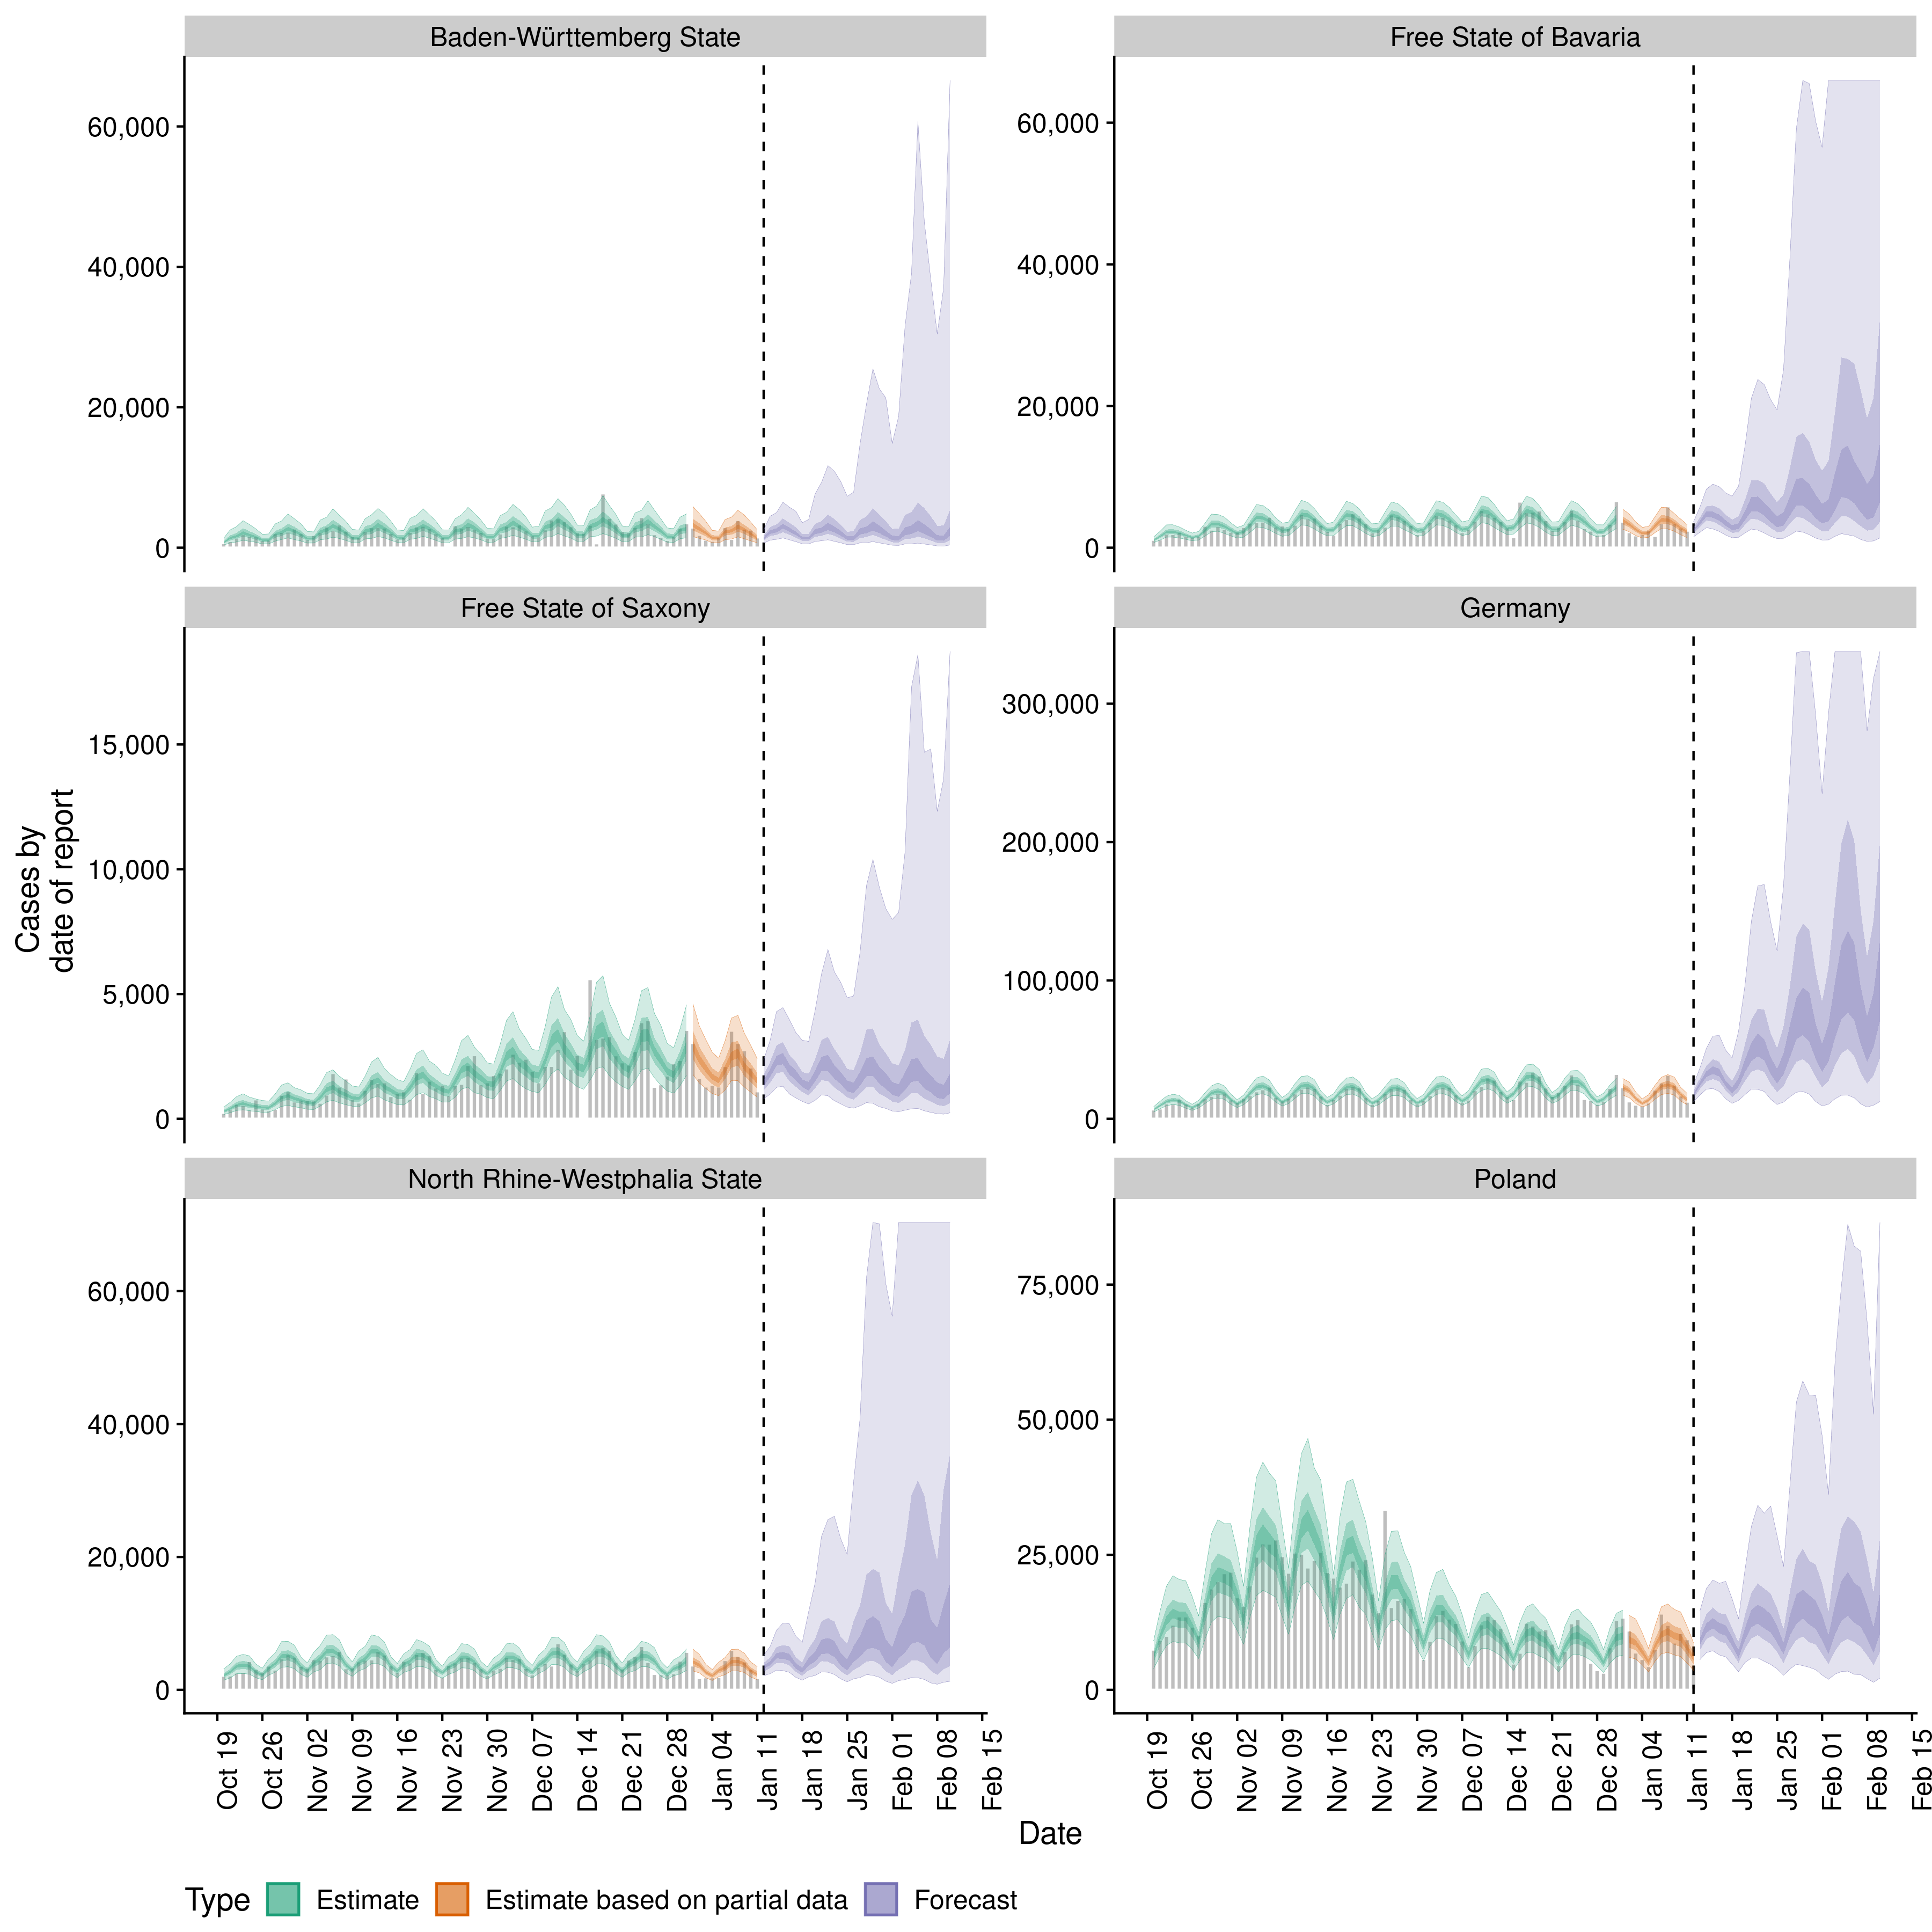 Baden-Württemberg State
Free State of Bavaria
60,000
40,000
20,000
0
60,000
40,000
20,000
0
Free State of Saxony
Germany
15,000
10,000
5,000
0
300,000
200,000
100,000
0
Cases by
date of report
North Rhine-Westphalia State
Poland
60,000
40,000
20,000
0
75,000
50,000
25,000
0
Oct 19
Oct 26
Nov 02
Nov 09
Nov 16
Nov 23
Nov 30
Dec 07
Dec 14
Dec 21
Dec 28
Jan 04
Jan 11
Jan 18
Jan 25
Feb 01
Feb 08
Feb 15
Oct 19
Oct 26
Nov 02
Nov 09
Nov 16
Nov 23
Nov 30
Dec 07
Dec 14
Dec 21
Dec 28
Jan 04
Jan 11
Jan 18
Jan 25
Feb 01
Feb 08
Feb 15
Date
Type Estimate Estimate based on partial data Forecast